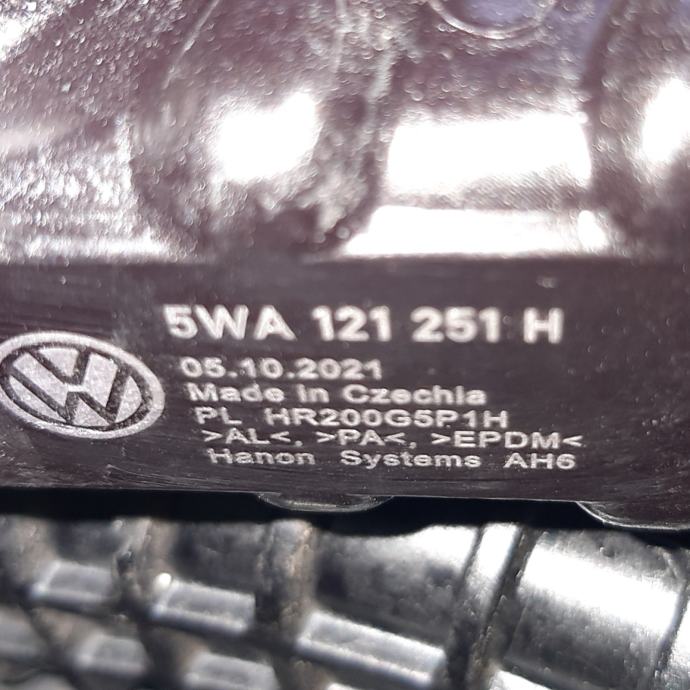 5WA 121 251 H
05.10.2021
Made in Czechia
PL HR200G5P1H
>AL<, >PA<, >EPDM<
Hanon Systems AH6